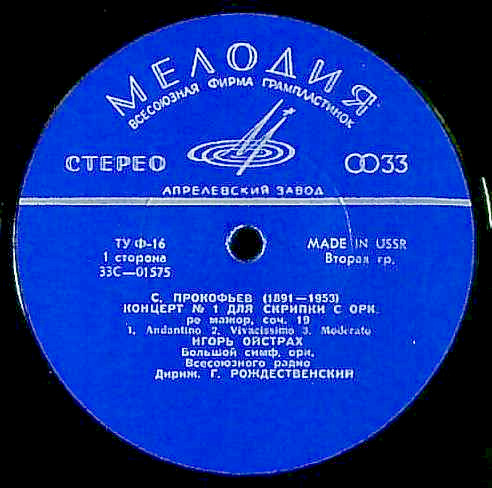 МЕЛОДИЯ
ВСЕСОЮЗНАЯ ФИРМА ГРАМПЛАСТИНОК
СТЕРЕО
33
АПРЕЛЕВСКИЙ ЗАВОД
ТУ Ф-16
MADE IN USSR
1 сторона
Вторая гр.
33С—01575
С. ПРОКОФЬЕВ (1891—1953)
КОНЦЕРТ № 1 ДЛЯ СКРИПКИ С ОРК.
ре мажор, соч. 19
1. Andantino 2. Vivacissimo 3. Moderato
ИГОРЬ ОЙСТРАХ
Большой симф. орк.
Всесоюзного радио
Дириж. Г. РОЖДЕСТВЕНСКИЙ